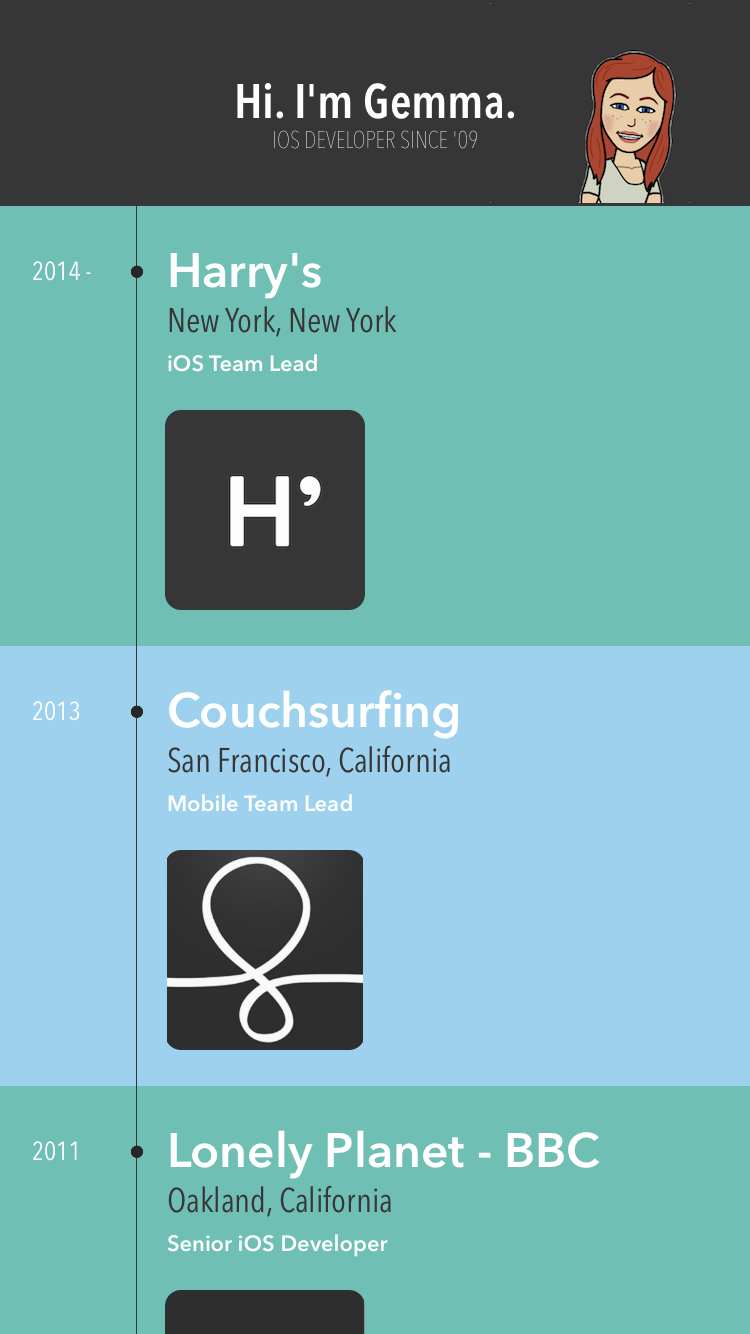 Hi. I'm Gemma.
IOS DEVELOPER SINCE '09
2014 -
Harry's
New York, New York
iOS Team Lead
H’
2013
Couchsurfing
San Francisco, California
Mobile Team Lead
2011
Lonely Planet - BBC
Oakland, California
Senior iOS Developer